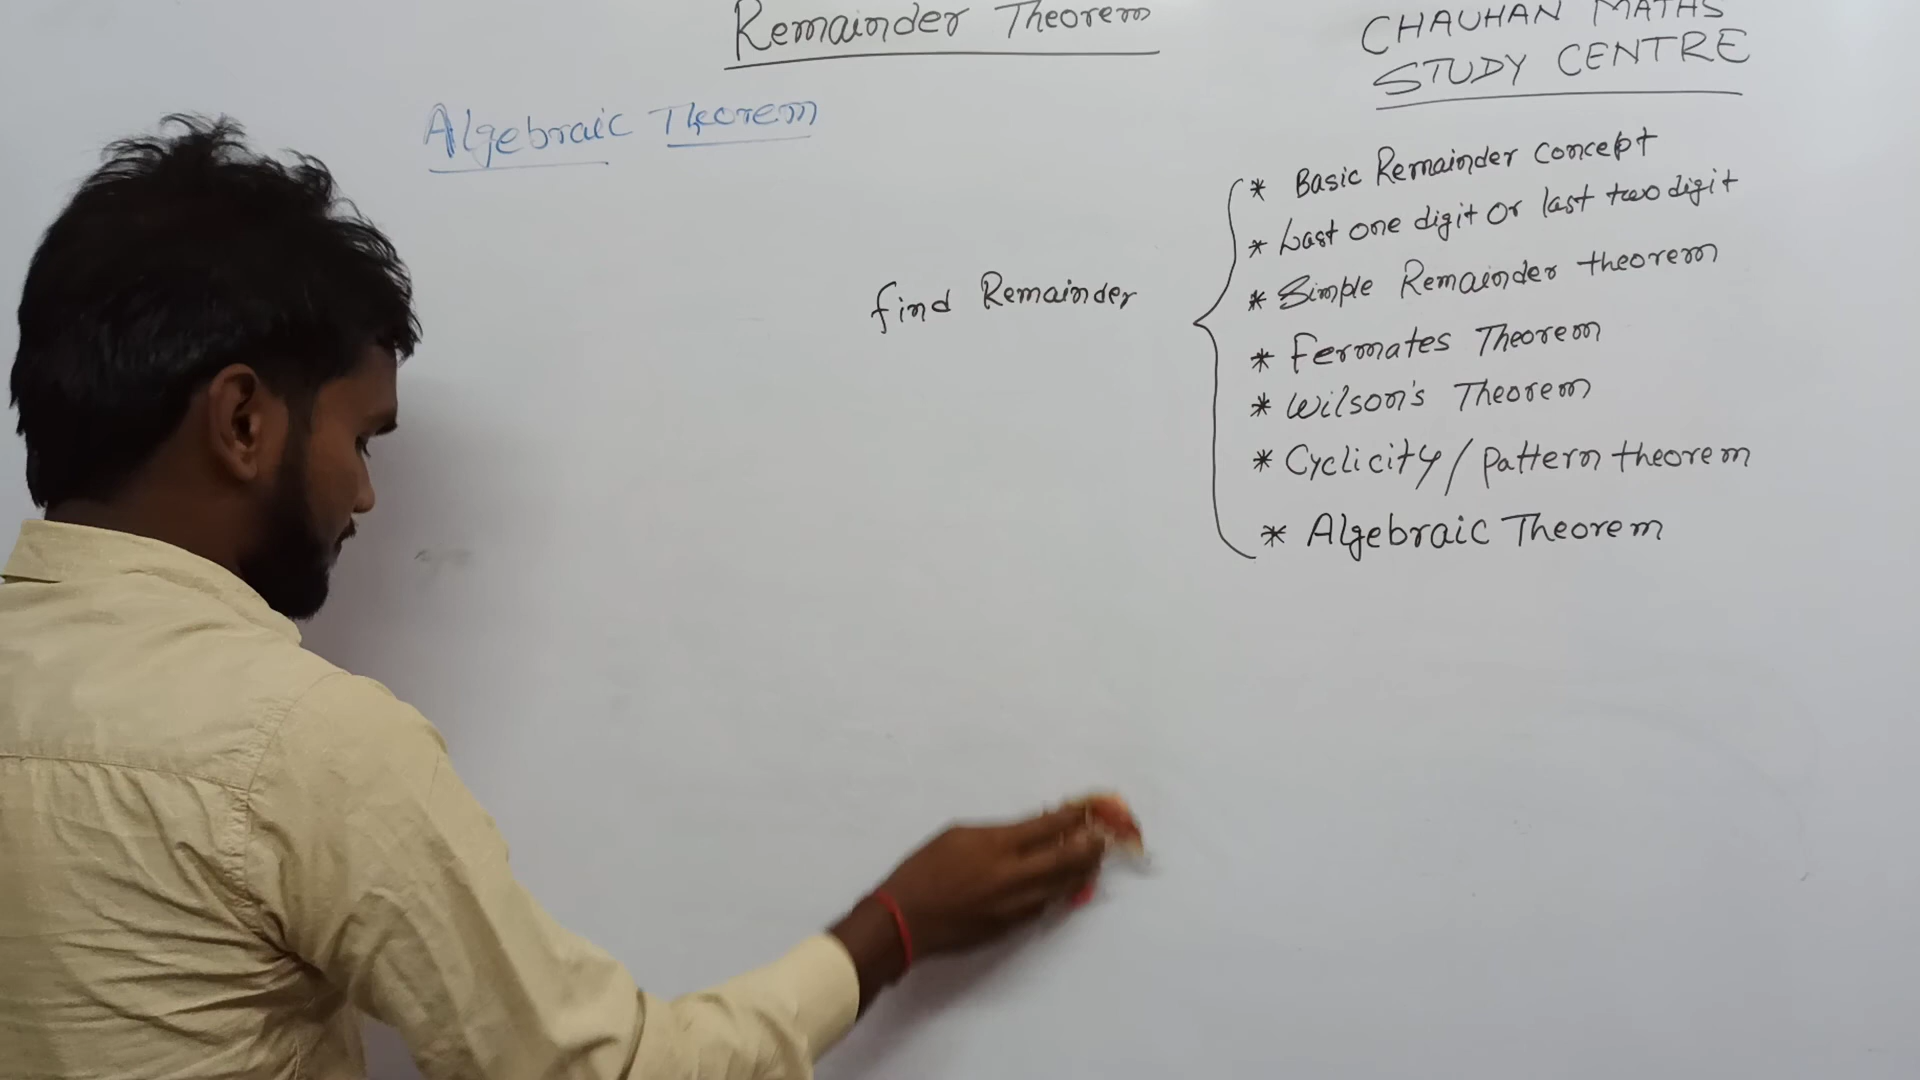 Remainder Theorem
CHAUHAN MATHS
STUDY CENTRE
Algebraic Theorem
find Remainder
* Basic Remainder concept
* Last one digit or last two digit
* Simple Remainder theorem
* Fermates Theorem
* Wilson's Theorem
* Cyclicity / pattern theorem
* Algebraic Theorem